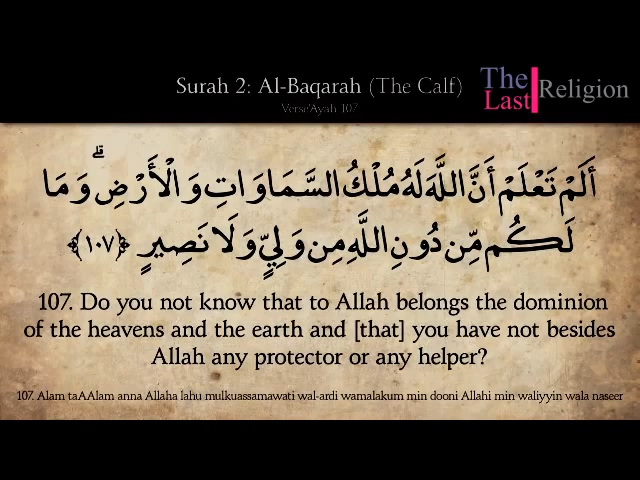 Surah 2: Al-Baqarah (The Calf)
Verse'Ayah 107
The
Last Religion
أَلَمْ تَعْلَمْ أَنَّ اللَّهَ لَهُ مُلْكُ السَّمَاوَاتِ وَالْأَرْضِ ۗ وَمَا
لَكُم مِّن دُونِ اللَّهِ مِن وَلِيٍّ وَلَا نَصِيرٍ ﴿١٠٧﴾
107. Do you not know that to Allah belongs the dominion
of the heavens and the earth and [that] you have not besides
Allah any protector or any helper?
107. Alam taAAlam anna Allaha lahu mulkuassamawati wal-ardi wamalakum min dooni Allahi min waliyyin wala naseer